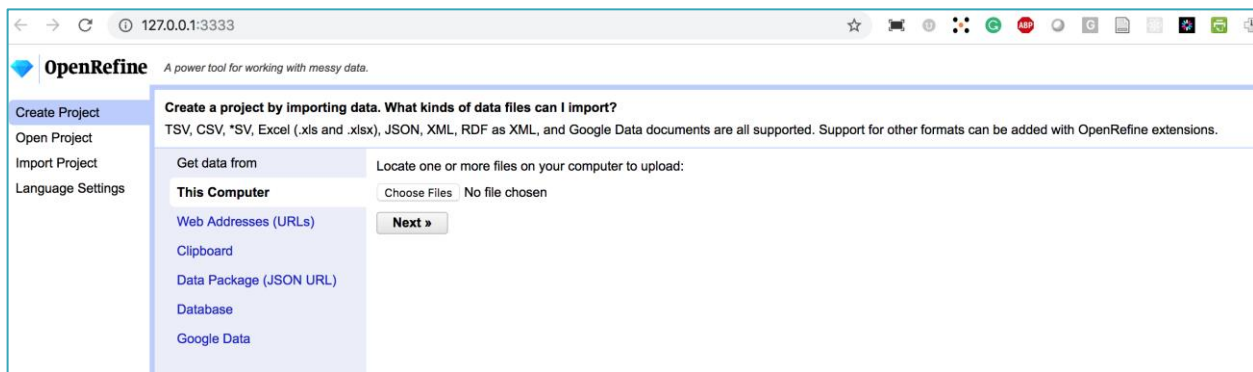 127.0.0.1:3333
ABP
G
OpenRefine A power tool for working with messy data.
Create Project
Open Project
Import Project
Language Settings
Create a project by importing data. What kinds of data files can I import?
TSV, CSV, *SV, Excel (.xls and .xlsx), JSON, XML, RDF as XML, and Google Data documents are all supported. Support for other formats can be added with OpenRefine extensions.
Get data from
This Computer
Web Addresses (URLs)
Clipboard
Data Package (JSON URL)
Database
Google Data
Locate one or more files on your computer to upload:
Choose Files No file chosen
Next »